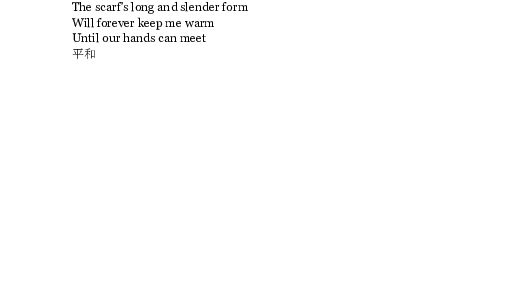 The scarf's long and slender form
Will forever keep me warm
Until our hands can meet
平和